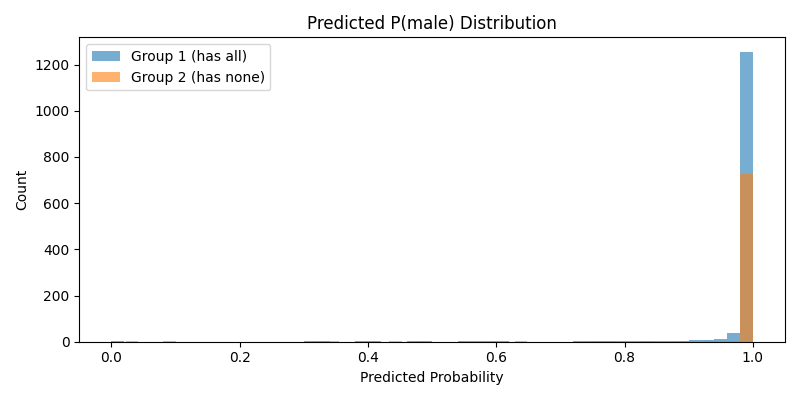 Predicted P(male) Distribution
Group 1 (has all)
Group 2 (has none)
Count
1200
1000
800
600
400
200
0
0.0 0.2 0.4 0.6 0.8 1.0
Predicted Probability